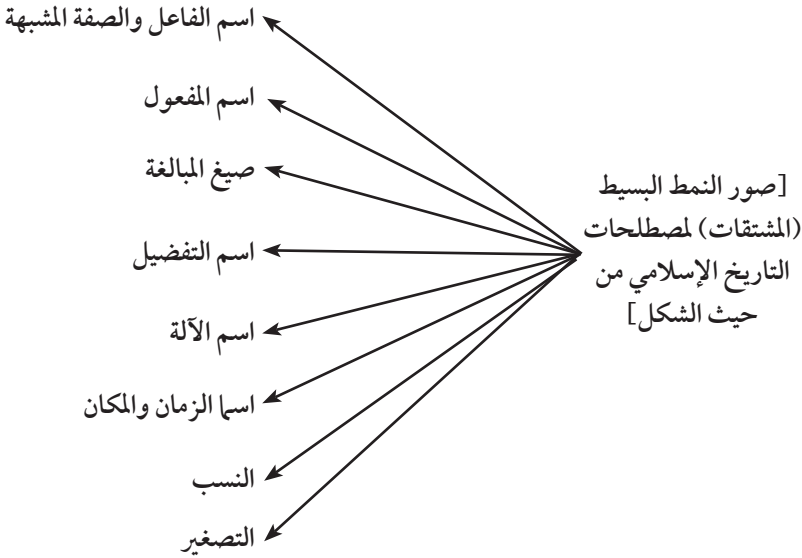 [صور النمط البسيط
(المشتقات) لمصطلحات
التاريخ الإسلامي من
حيث الشكل]
اسم الفاعل والصفة المشبهة
اسم المفعول
صيغ المبالغة
اسم التفضيل
اسم الآلة
اسما الزمان والمكان
النسب
التصغير